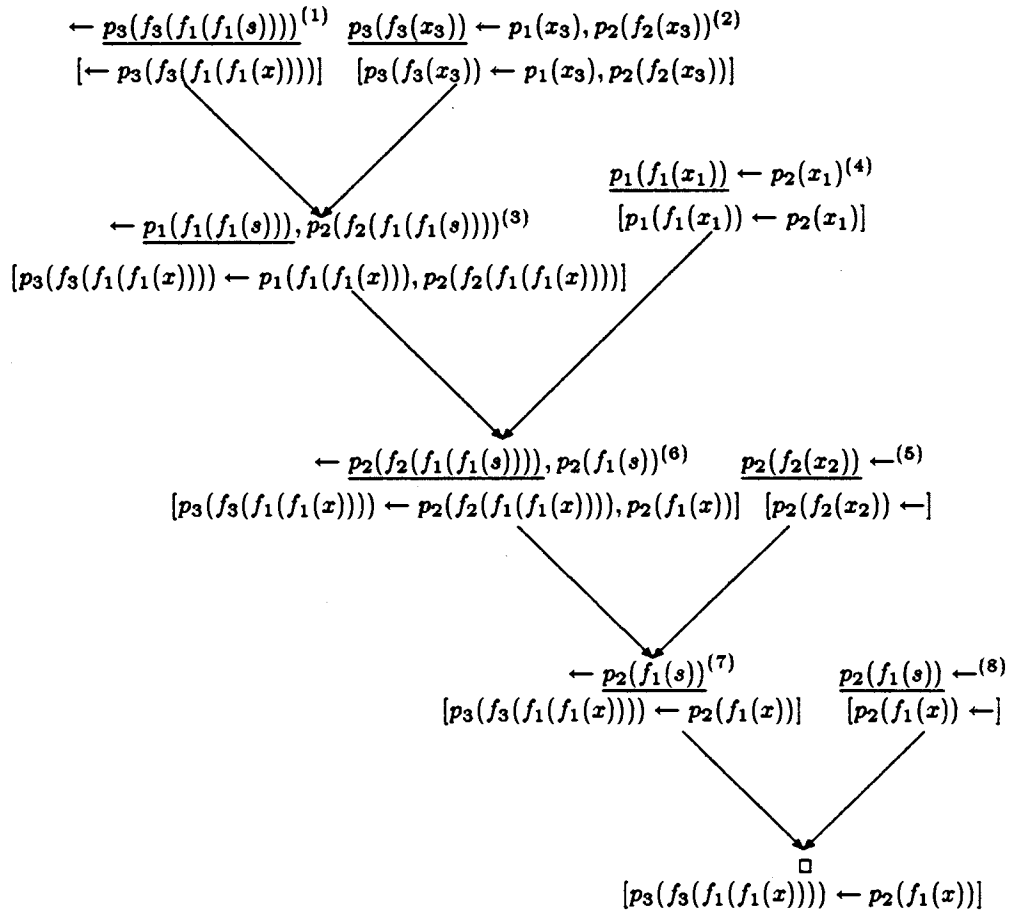 ← p₃(f₃(f₁(f₁(s))))⁽¹⁾ p₃(f₃(x₃)) ← p₁(x₃), p₂(f₂(x₃))⁽²⁾
[← p₃(f₃(f₁(f₁(x))))] [p₃(f₃(x₃)) ← p₁(x₃), p₂(f₂(x₃))]
p₁(f₁(x₁)) ← p₂(x₁)⁽⁴⁾
[p₁(f₁(x₁)) ← p₂(x₁)]
← p₁(f₁(f₁(s))), p₂(f₂(f₁(f₁(s))))⁽³⁾
[p₃(f₃(f₁(f₁(x)))) ← p₁(f₁(f₁(x))), p₂(f₂(f₁(f₁(x))))]
← p₂(f₂(f₁(f₁(s)))), p₂(f₁(s))⁽⁶⁾ p₂(f₂(x₂)) ←⁽⁵⁾
[p₃(f₃(f₁(f₁(x)))) ← p₂(f₂(f₁(f₁(x)))), p₂(f₁(x))] [p₂(f₂(x₂)) ←]
← p₂(f₁(s))⁽⁷⁾ p₂(f₁(s)) ←⁽⁸⁾
[p₃(f₃(f₁(f₁(x)))) ← p₂(f₁(x))] [p₂(f₁(x)) ←]
□
[p₃(f₃(f₁(f₁(x)))) ← p₂(f₁(x))]